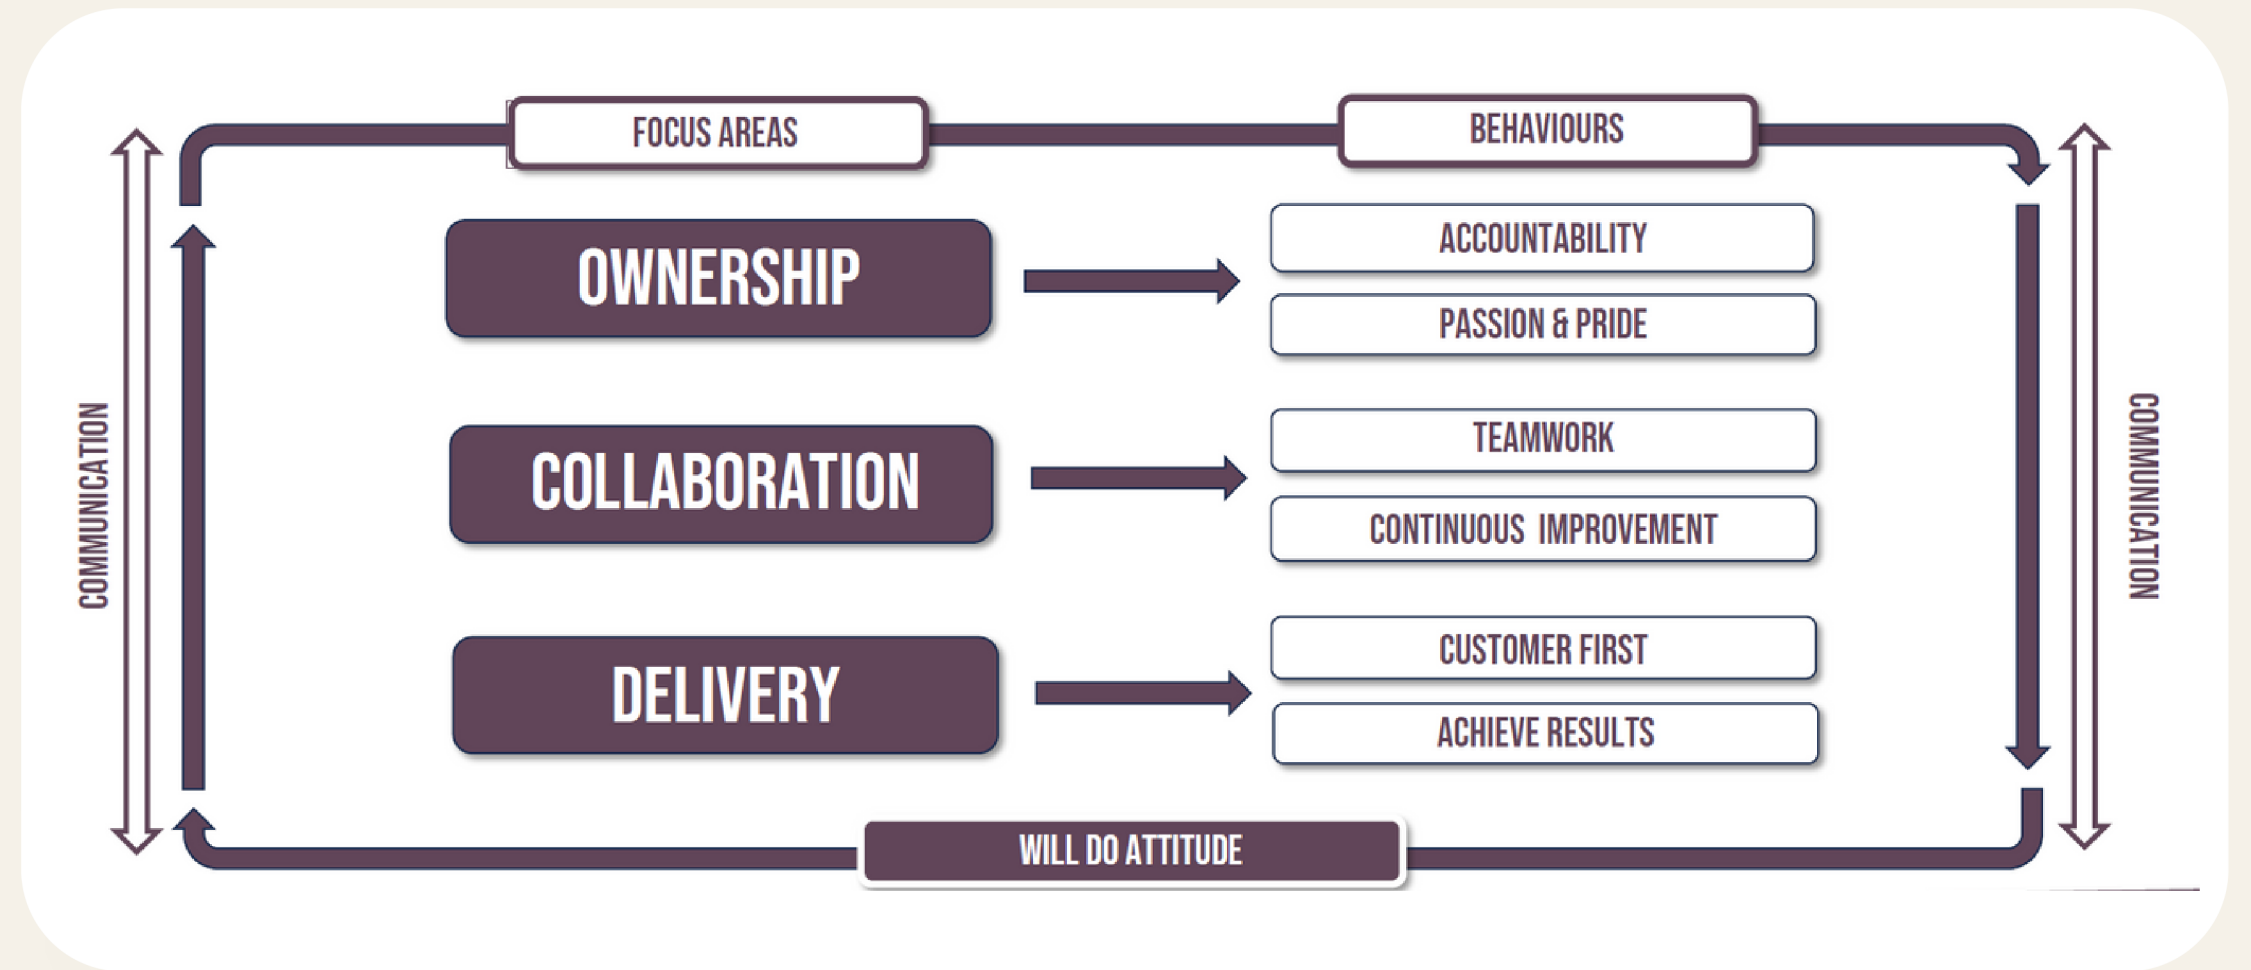 FOCUS AREAS
BEHAVIOURS
OWNERSHIP
ACCOUNTABILITY
PASSION & PRIDE
COLLABORATION
TEAMWORK
CONTINUOUS IMPROVEMENT
DELIVERY
CUSTOMER FIRST
ACHIEVE RESULTS
WILL DO ATTITUDE
COMMUNICATION
COMMUNICATION